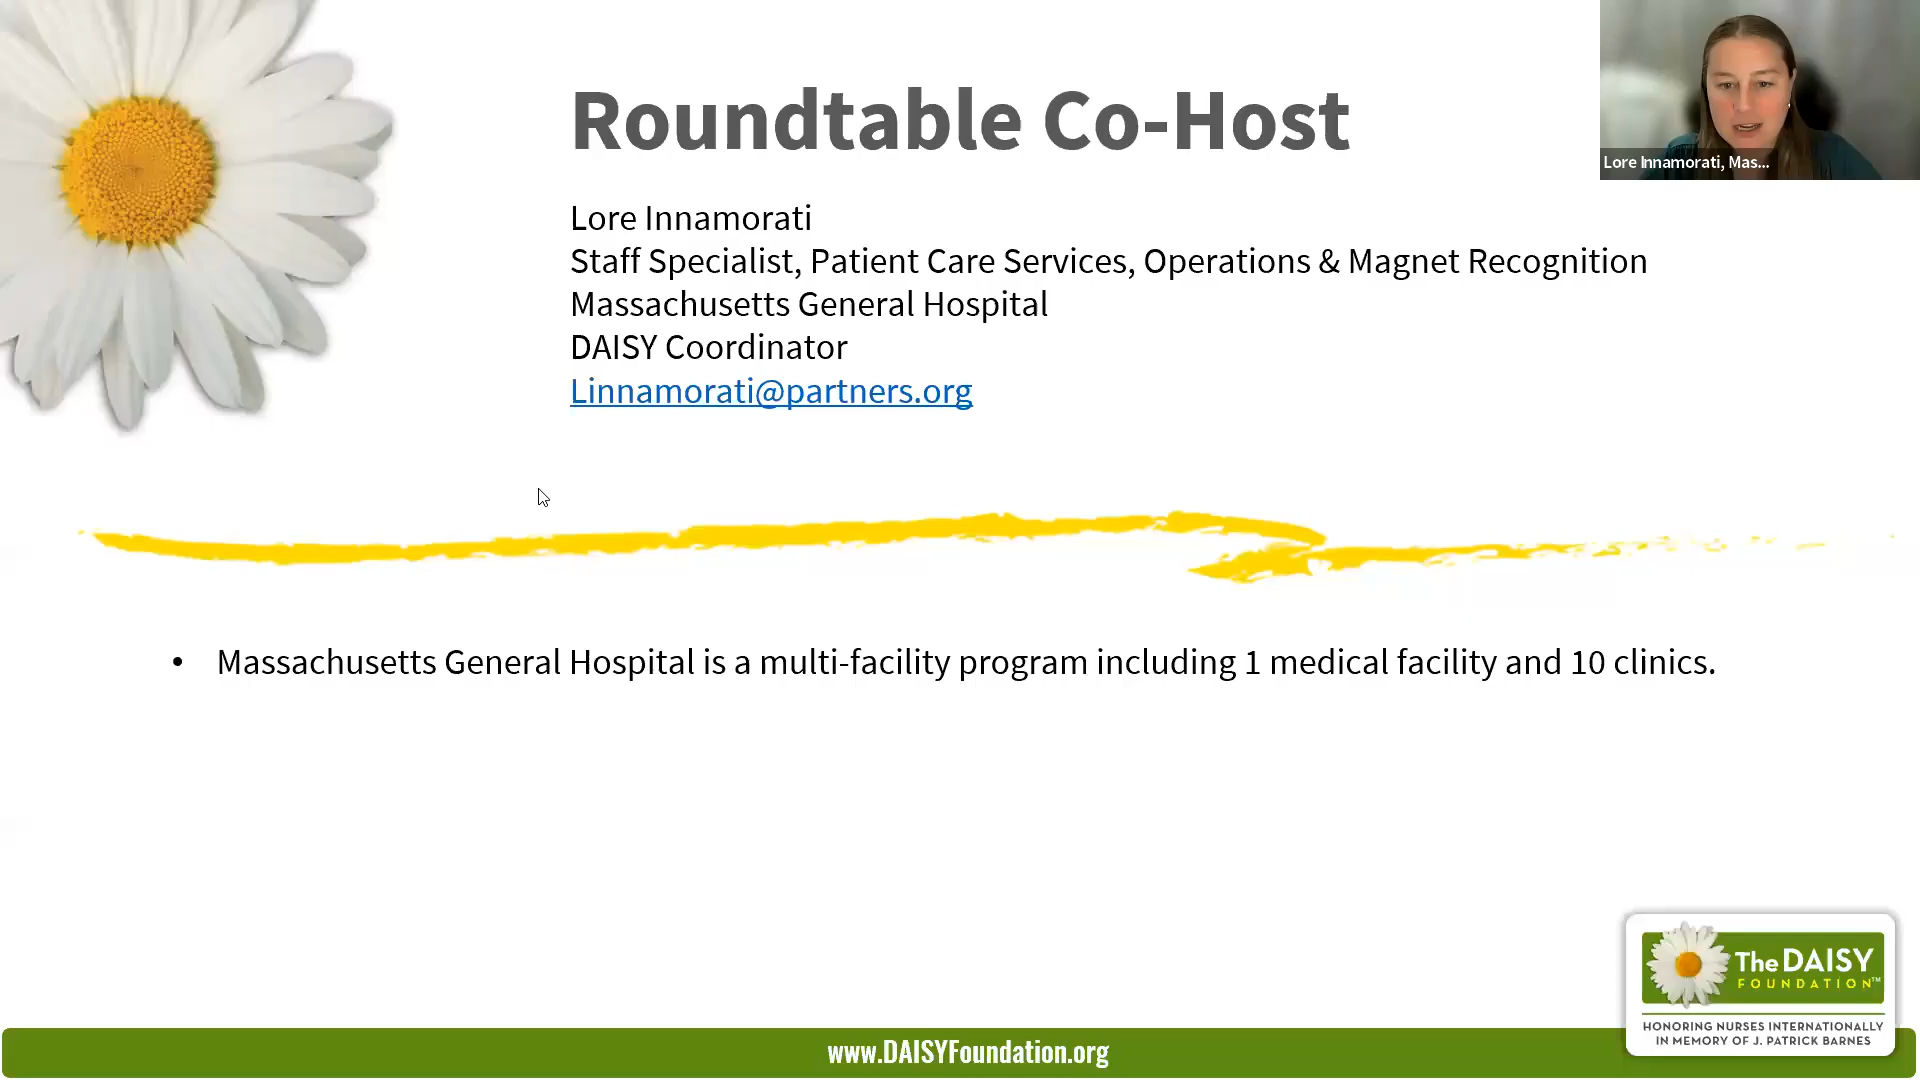 Roundtable Co-Host
Lore Innamorati, Mas...
Lore Innamorati
Staff Specialist, Patient Care Services, Operations & Magnet Recognition
Massachusetts General Hospital
DAISY Coordinator
Linnamorati@partners.org
• Massachusetts General Hospital is a multi-facility program including 1 medical facility and 10 clinics.
The DAISY
FOUNDATION™
HONORING NURSES INTERNATIONALLY
IN MEMORY OF J. PATRICK BARNES
www.DAISYFoundation.org